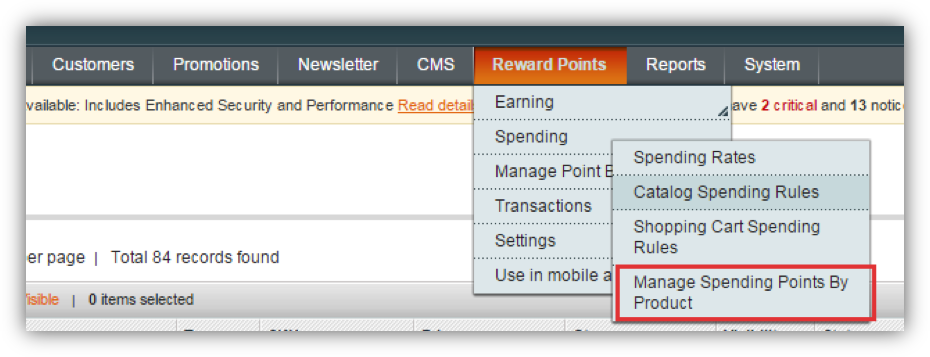 Customers Promotions Newsletter CMS Reward Points Reports System
vailable: Includes Enhanced Security and Performance Read detail
ave 2 critical and 13 notic
Earning
Spending
Manage Point
Transactions
Settings
Use in mobile a
Spending Rates
Catalog Spending Rules
Shopping Cart Spending
Rules
Manage Spending Points By
Product
er page | Total 84 records found
isible | 0 items selected